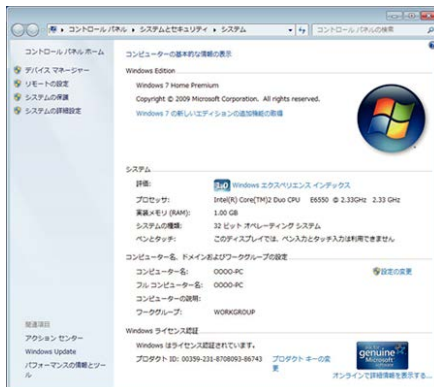 コントロール パネル ▸ システムとセキュリティ ▸ システム
コントロール パネルの検索
コントロール パネル ホーム
デバイス マネージャー
リモートの設定
システムの保護
システムの詳細設定
コンピューターの基本的な情報の表示
Windows Edition
Windows 7 Home Premium
Copyright © 2009 Microsoft Corporation. All rights reserved.
Windows 7 の新しいエディションの追加機能の取得
システム
評価:
Windows エクスペリエンス インデックス
プロセッサ: Intel(R) Core(TM)2 Duo CPU E6550 @ 2.33GHz 2.33 GHz
実装メモリ (RAM): 1.00 GB
システムの種類: 32 ビット オペレーティング システム
ペンとタッチ: このディスプレイでは、ペン入力とタッチ入力は利用できません
コンピューター名、ドメインおよびワークグループの設定
コンピューター名: OOOO-PC
設定の変更
フル コンピューター名: OOOO-PC
コンピューターの説明:
ワークグループ: WORKGROUP
Windows ライセンス認証
Windows はライセンス認証されています。
プロダクト ID: 00359-231-8708093-86743 プロダクト キーの変更
genuine
Microsoft
オンラインで詳細情報を表示する...
関連項目
アクション センター
Windows Update
パフォーマンスの情報とツール